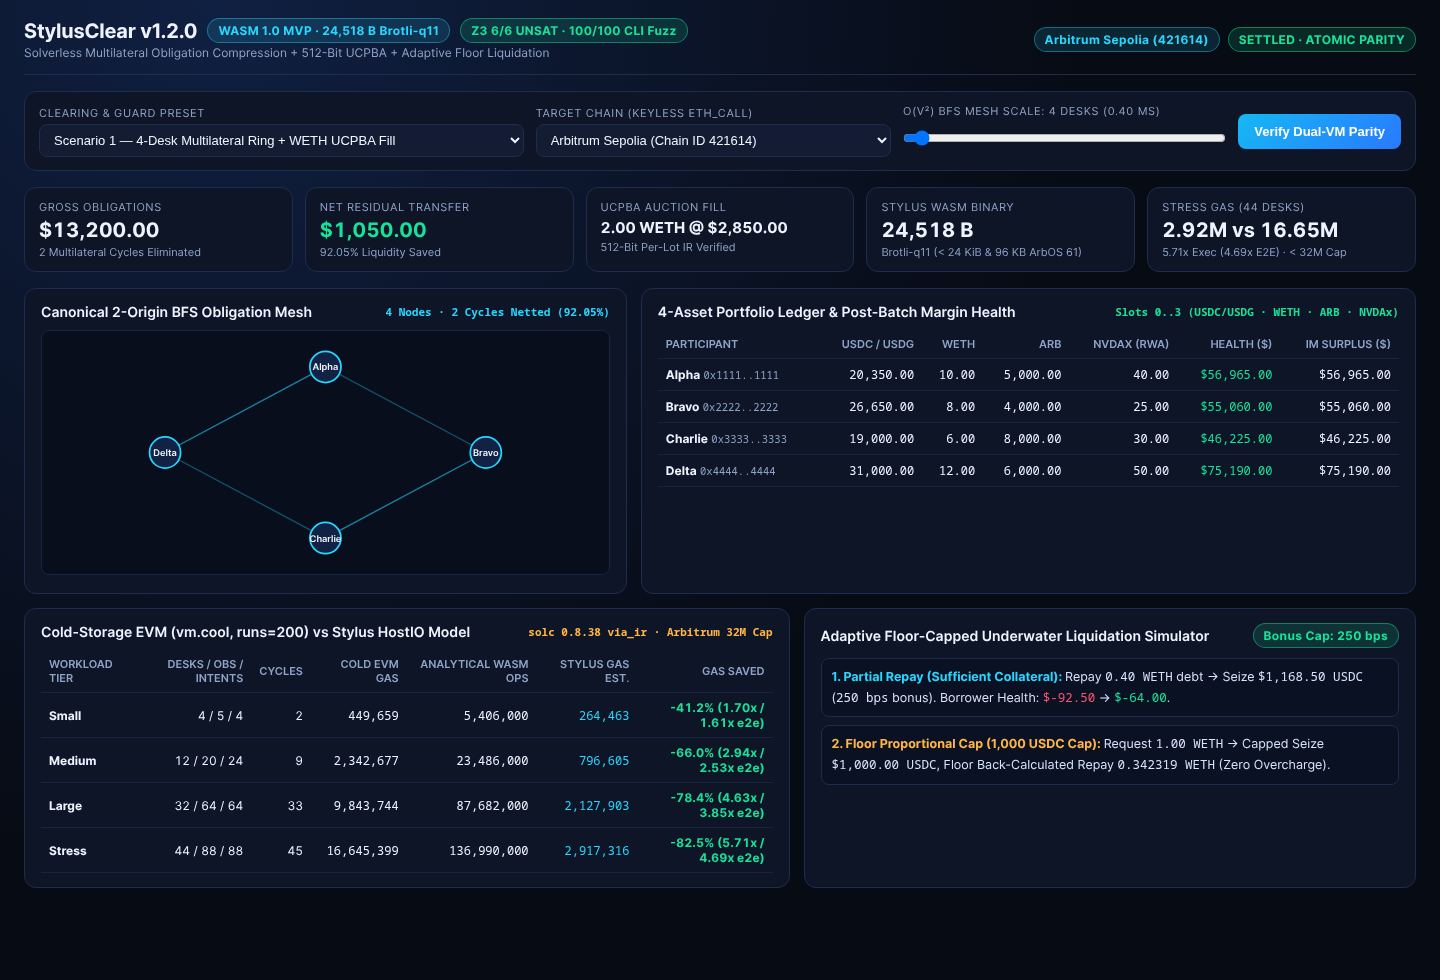 StylusClear v1.2.0
WASM 1.0 MVP · 24,518 B Brotli-q11
Z3 6/6 UNSAT · 100/100 CLI Fuzz
Solverless Multilateral Obligation Compression + 512-Bit UCPBA + Adaptive Floor Liquidation
Arbitrum Sepolia (421614)
SETTLED · ATOMIC PARITY
CLEARING & GUARD PRESET
Scenario 1 — 4-Desk Multilateral Ring + WETH UCPBA Fill
TARGET CHAIN (KEYLESS ETH_CALL)
Arbitrum Sepolia (Chain ID 421614)
O(V²) BFS MESH SCALE: 4 DESKS (0.40 MS)
Verify Dual-VM Parity
GROSS OBLIGATIONS
$13,200.00
2 Multilateral Cycles Eliminated
NET RESIDUAL TRANSFER
$1,050.00
92.05% Liquidity Saved
UCPBA AUCTION FILL
2.00 WETH @ $2,850.00
512-Bit Per-Lot IR Verified
STYLUS WASM BINARY
24,518 B
Brotli-q11 (< 24 KiB & 96 KB ArbOS 61)
STRESS GAS (44 DESKS)
2.92M vs 16.65M
5.71x Exec (4.69x E2E) · < 32M Cap
Canonical 2-Origin BFS Obligation Mesh
4 Nodes · 2 Cycles Netted (92.05%)
Alpha
Delta
Bravo
Charlie
4-Asset Portfolio Ledger & Post-Batch Margin Health
Slots 0..3 (USDC/USDG · WETH · ARB · NVDAx)
PARTICIPANT USDC / USDG WETH ARB NVDAX (RWA) HEALTH ($) IM SURPLUS ($)
Alpha 0x1111..1111 20,350.00 10.00 5,000.00 40.00 $56,965.00 $56,965.00
Bravo 0x2222..2222 26,650.00 8.00 4,000.00 25.00 $55,060.00 $55,060.00
Charlie 0x3333..3333 19,000.00 6.00 8,000.00 30.00 $46,225.00 $46,225.00
Delta 0x4444..4444 31,000.00 12.00 6,000.00 50.00 $75,190.00 $75,190.00
Cold-Storage EVM (vm.cool, runs=200) vs Stylus HostIO Model
solc 0.8.38 via_ir · Arbitrum 32M Cap
WORKLOAD TIER DESKS / OBS / INTENTS CYCLES COLD EVM GAS ANALYTICAL WASM OPS STYLUS GAS EST. GAS SAVED
Small 4 / 5 / 4 2 449,659 5,406,000 264,463 -41.2% (1.70x / 1.61x e2e)
Medium 12 / 20 / 24 9 2,342,677 23,486,000 796,605 -66.0% (2.94x / 2.53x e2e)
Large 32 / 64 / 64 33 9,843,744 87,682,000 2,127,903 -78.4% (4.63x / 3.85x e2e)
Stress 44 / 88 / 88 45 16,645,399 136,990,000 2,917,316 -82.5% (5.71x / 4.69x e2e)
Adaptive Floor-Capped Underwater Liquidation Simulator
Bonus Cap: 250 bps
1. Partial Repay (Sufficient Collateral): Repay 0.40 WETH debt → Seize $1,168.50 USDC
(250 bps bonus). Borrower Health: $-92.50 → $-64.00.
2. Floor Proportional Cap (1,000 USDC Cap): Request 1.00 WETH → Capped Seize
$1,000.00 USDC, Floor Back-Calculated Repay 0.342319 WETH (Zero Overcharge).